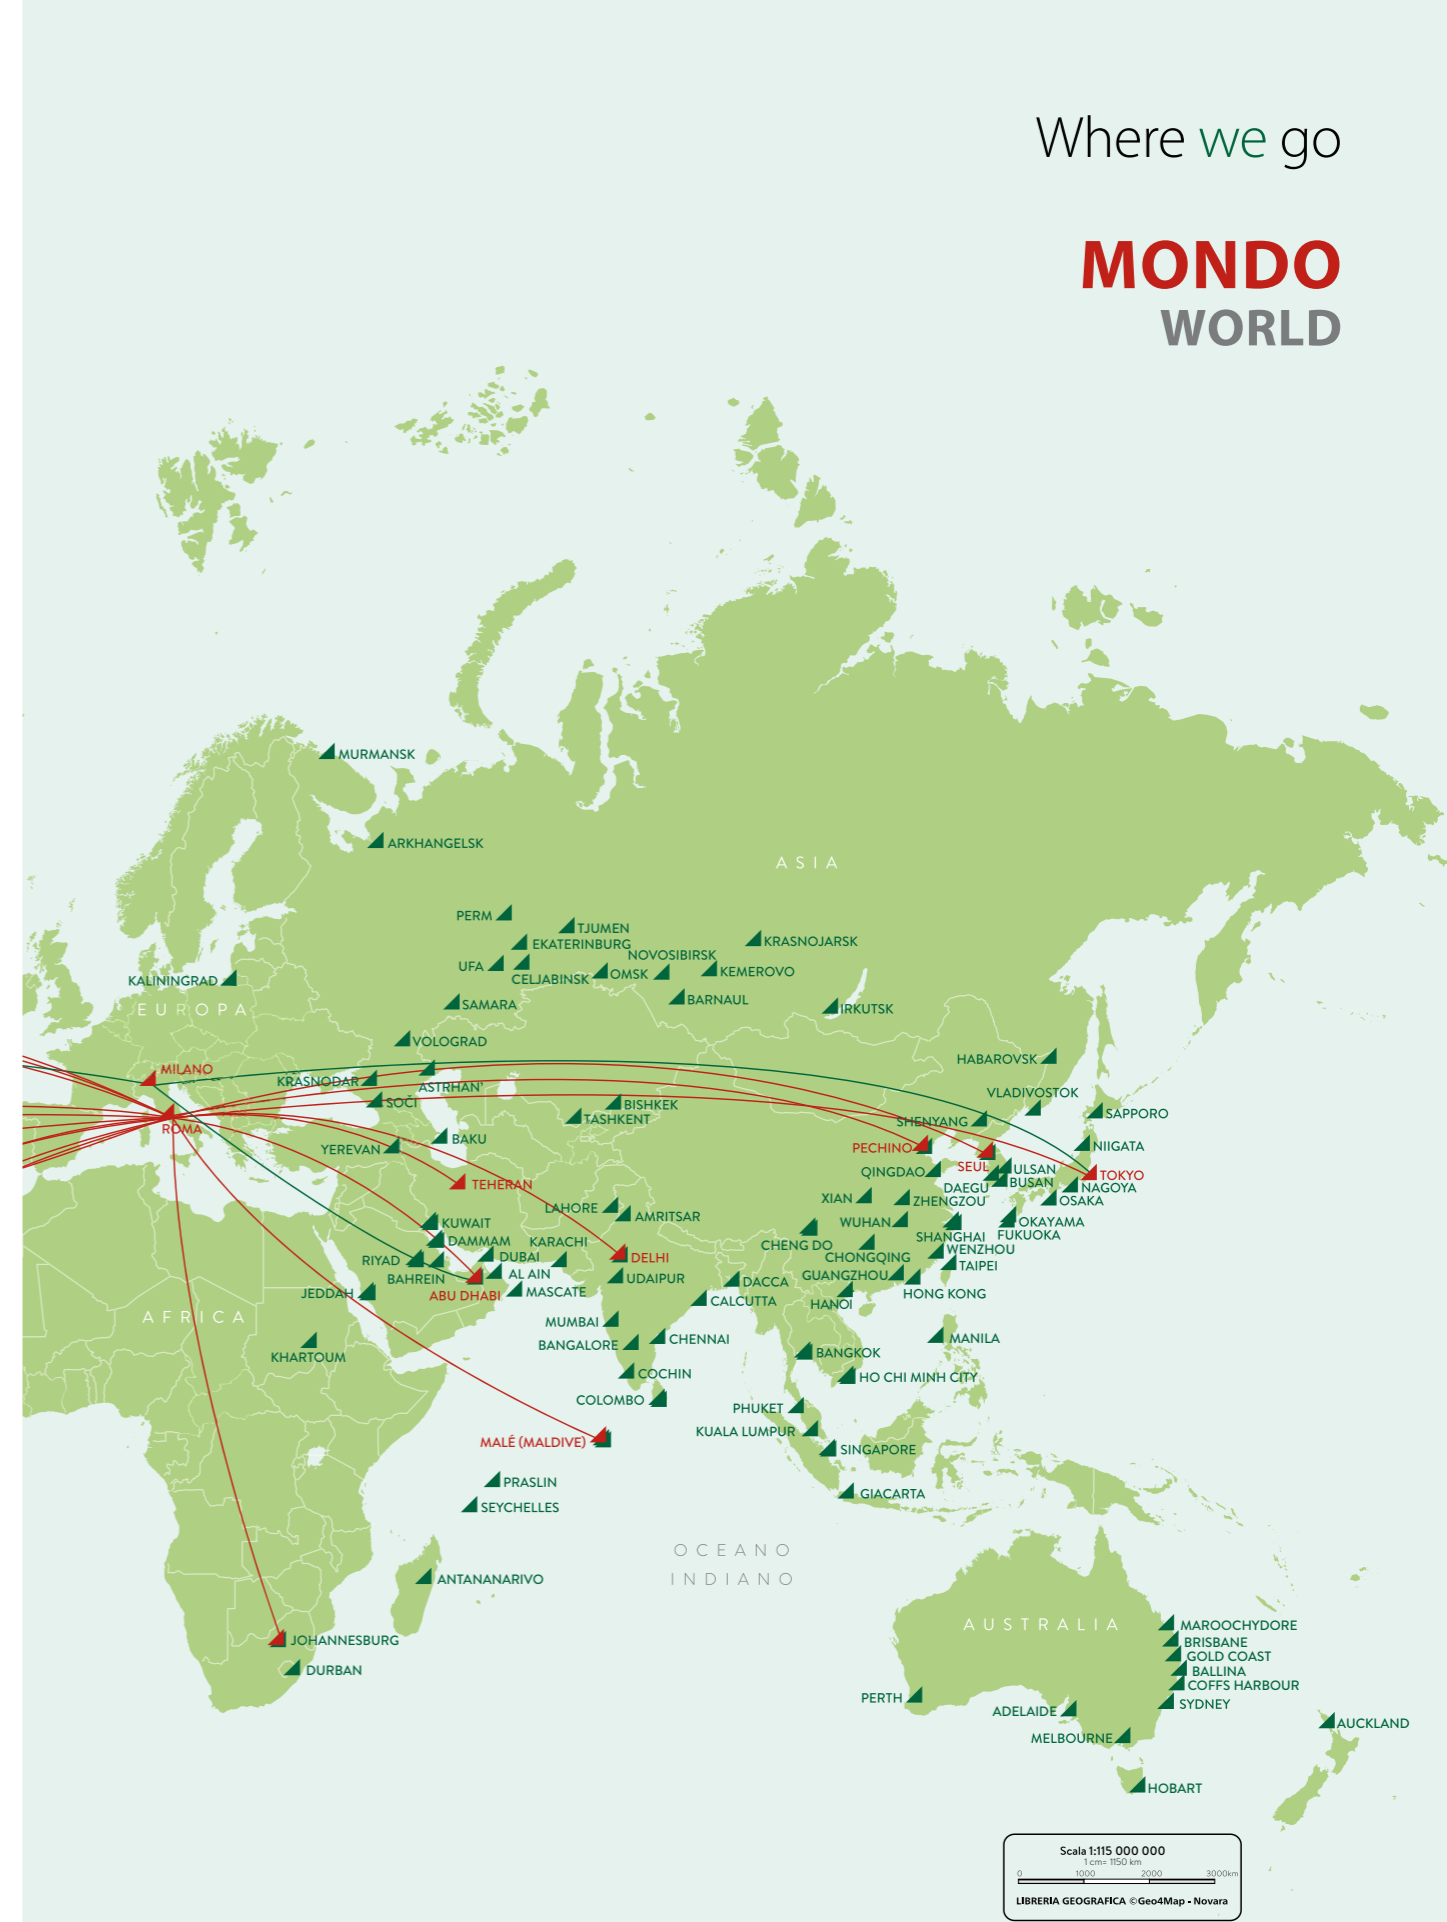 Where we go
MONDO
WORLD
MURMANSK
ARKHANGELSK
ASIA
PERM
TJUMEN
EKATERINBURG
KRASNOJARSK
NOVOSIBIRSK
UFA
CELJABINSK
OMSK
KEMEROVO
KALININGRAD
BARNAUL
SAMARA
IRKUTSK
EUROPA
VOLOGRAD
HABAROVSK
MILANO
KRASNODAR
ASTRHAN'
VLADIVOSTOK
SOČI
BISHKEK
TASHKENT
SHENYANG
SAPPORO
ROMA
BAKU
YEREVAN
PECHINO
NIIGATA
SEUL
ULSAN
QINGDAO
TOKYO
TEHERAN
DAEGU
BUSAN
NAGOYA
XIAN
ZHENGZOU
OSAKA
LAHORE
AMRITSAR
KUWAIT
WUHAN
OKAYAMA
SHANGHAI
FUKUOKA
DAMMAM
KARACHI
CHENG DO
CHONGQING
WENZHOU
RIYAD
DUBAI
DELHI
TAIPEI
BAHREIN
AL AIN
UDAIPUR
GUANGZHOU
DACCA
JEDDAH
ABU DHABI
MASCATE
CALCUTTA
HANOI
HONG KONG
AFRICA
MUMBAI
KHARTOUM
BANGALORE
CHENNAI
MANILA
BANGKOK
COCHIN
HO CHI MINH CITY
COLOMBO
PHUKET
KUALA LUMPUR
MALÉ (MALDIVE)
SINGAPORE
PRASLIN
GIACARTA
SEYCHELLES
OCEANO
INDIANO
ANTANANARIVO
AUSTRALIA
MAROOCHYDORE
JOHANNESBURG
BRISBANE
GOLD COAST
DURBAN
BALLINA
COFFS HARBOUR
PERTH
SYDNEY
ADELAIDE
AUCKLAND
MELBOURNE
HOBART
Scala 1:115 000 000
1 cm= 1150 km
0 1000 2000 3000km
LIBRERIA GEOGRAFICA ©Geo4Map - Novara